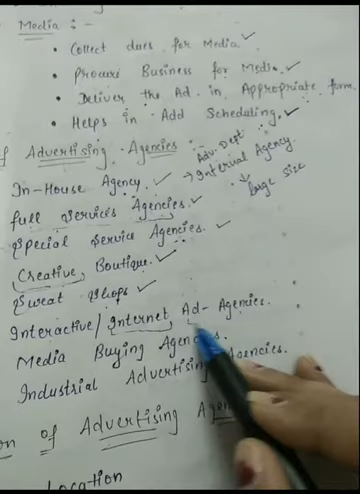 Media :-
• Collect dues for Media ✓
• Procure Business for Media ✓
• Deliver the Ad in Appropriate form
• Helps in Add Scheduling. ✓
of Advertising Agencies :-
In-House Agency. ✓ → Internal Agency.
Adv. Dept
↓
large size
full Services Agencies. ✓
Special Service Agencies. ✓
Creative, Boutique. ✓
Sweat Shops ✓
Interactive/Internet Ad-Agencies.
Media Buying Agencies.
Industrial Advertising Agencies.
of Advertising
Location